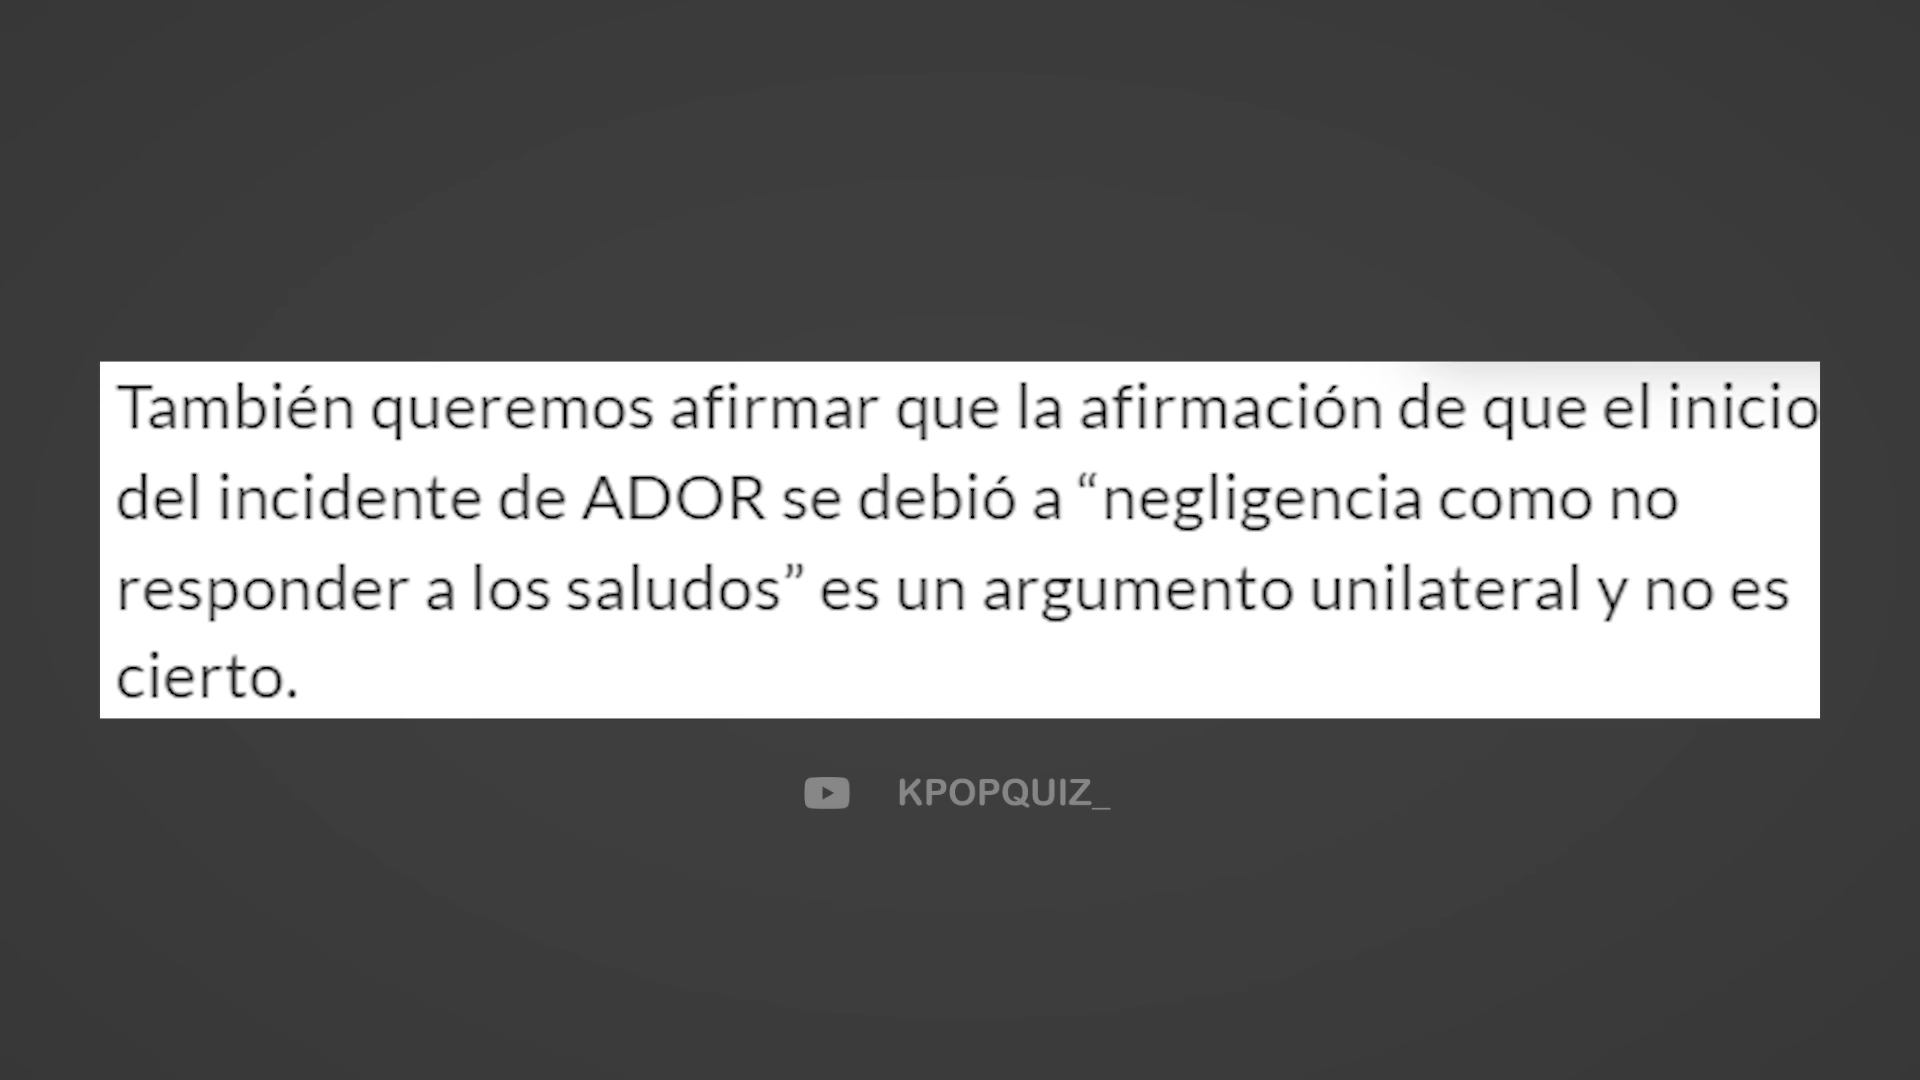 También queremos afirmar que la afirmación de que el inicio
del incidente de ADOR se debió a “negligencia como no
responder a los saludos” es un argumento unilateral y no es
cierto.
KPOPQUIZ_